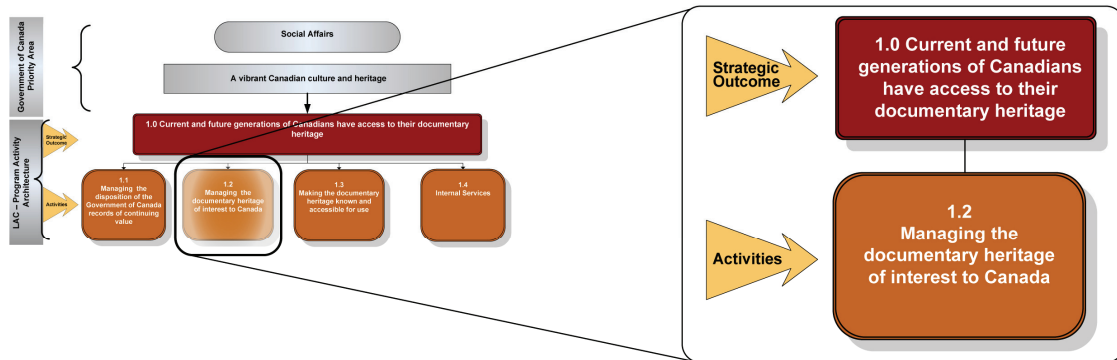 Government of Canada
Priority Area
Social Affairs
A vibrant Canadian culture and heritage
LAC – Program Activity
Architecture
Strategic
Outcome
1.0 Current and future generations of Canadians have access to their documentary
heritage
Activities
1.1
Managing the
disposition of the
Government of Canada
records of continuing
value
1.2
Managing the
documentary heritage
of interest to Canada
1.3
Making the documentary
heritage known and
accessible for use
1.4
Internal Services
Strategic
Outcome
1.0 Current and future
generations of Canadians
have access to their
documentary heritage
Activities
1.2
Managing the
documentary heritage
of interest to Canada